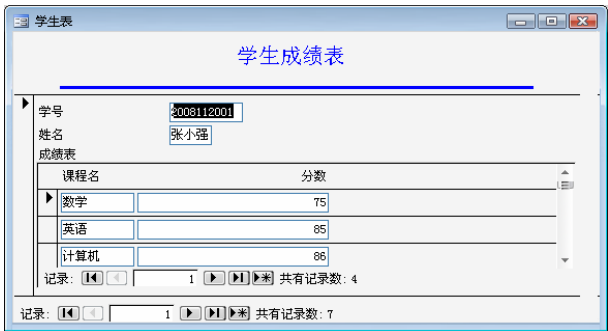 学生表
学生成绩表
学号 2008112001
姓名 张小强
成绩表
课程名 分数
数学 75
英语 85
计算机 86
记录: 1 共有记录数: 4
记录: 1 共有记录数: 7